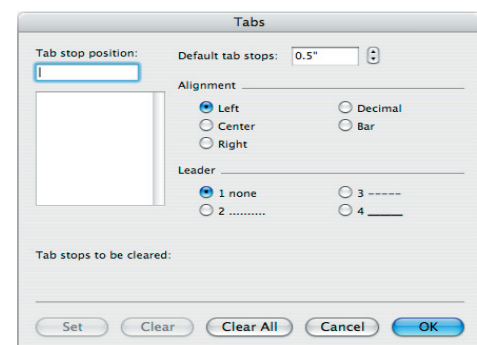 Tabs
Tab stop position:
Default tab stops: 0.5"
Alignment
Left
Decimal
Center
Bar
Right
Leader
1 none
3 -----
2 ..........
4 _____
Tab stops to be cleared:
Set Clear Clear All Cancel OK